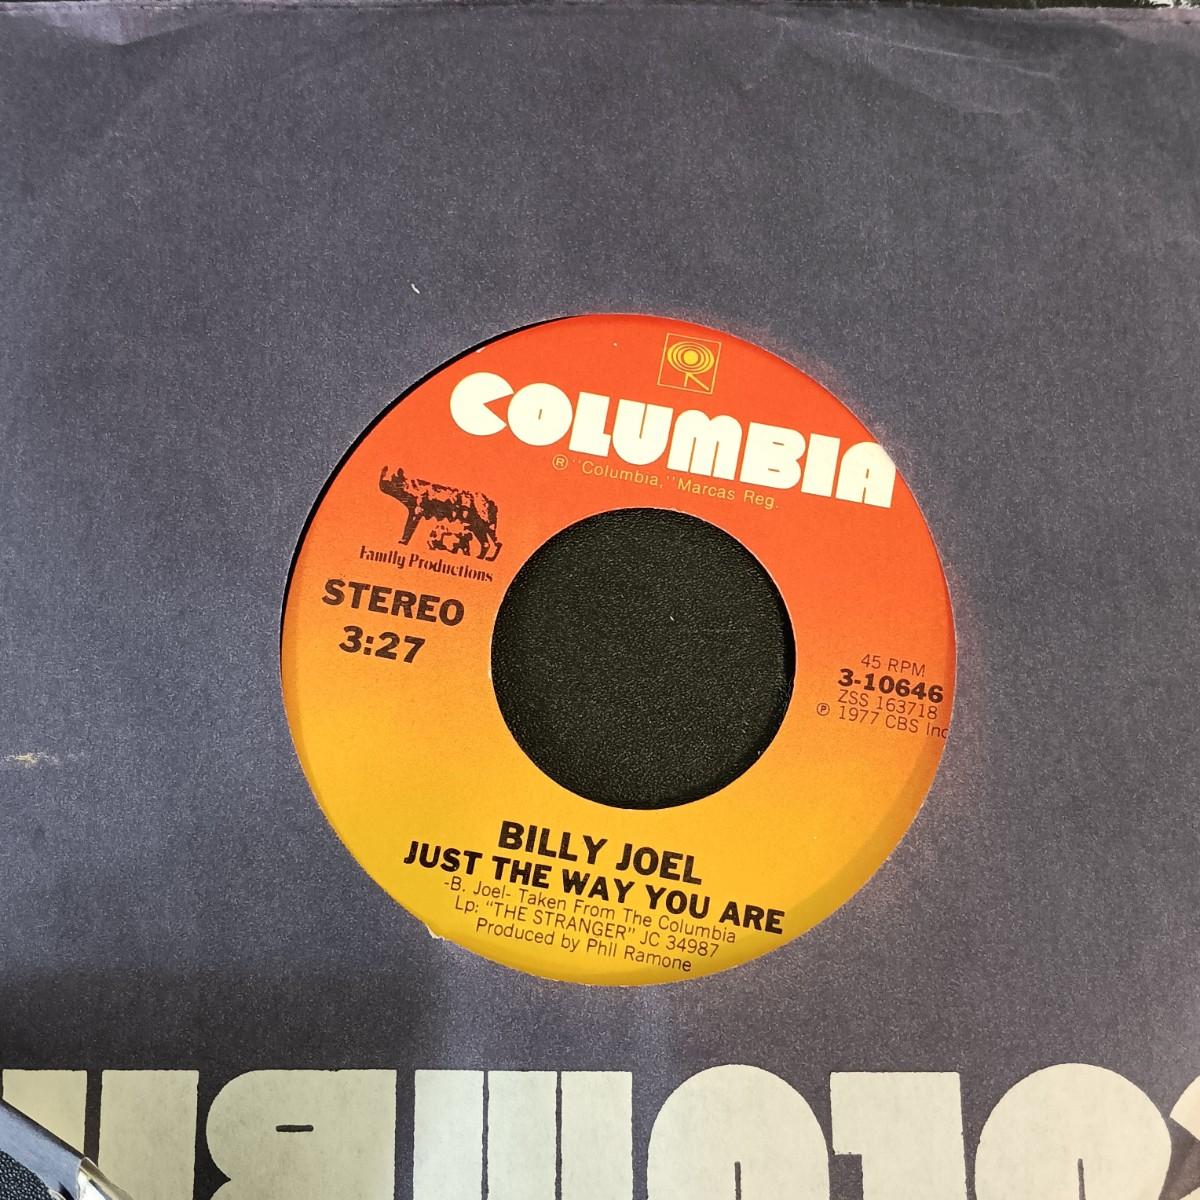 COLUMBIA
® "Columbia," Marcas Reg.
Family Productions
STEREO
3:27
45 RPM
3-10646
ZSS 163718
℗ 1977 CBS Inc
BILLY JOEL
JUST THE WAY YOU ARE
-B. Joel- Taken From The Columbia
Lp: "THE STRANGER" JC 34987
Produced by Phil Ramone
COLUMBIA